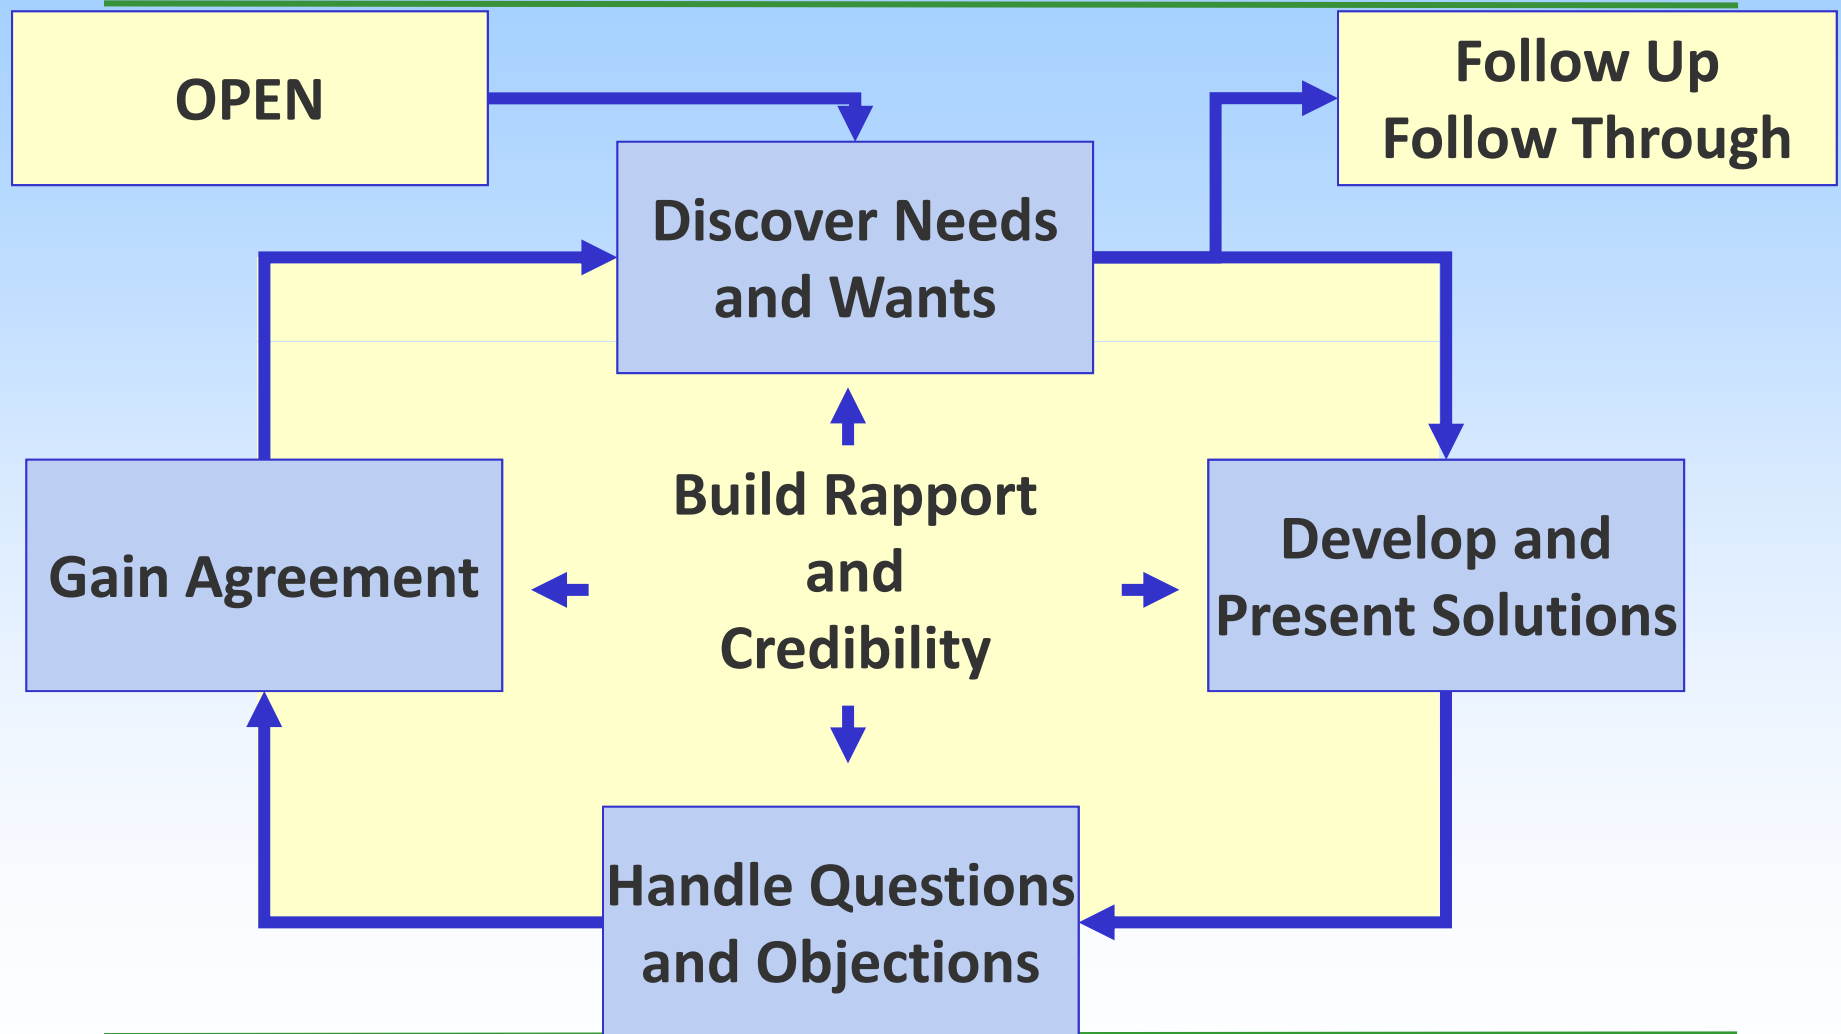 OPEN
Follow Up
Follow Through
Discover Needs
and Wants
Build Rapport
and
Credibility
Gain Agreement
Develop and
Present Solutions
Handle Questions
and Objections